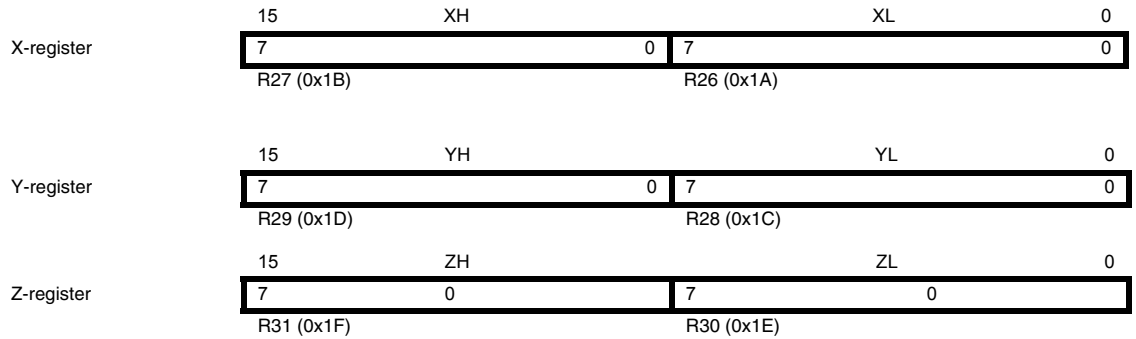 15 XH XL 0
X-register 7 0 7 0
R27 (0x1B) R26 (0x1A)
15 YH YL 0
Y-register 7 0 7 0
R29 (0x1D) R28 (0x1C)
15 ZH ZL 0
Z-register 7 0 7 0
R31 (0x1F) R30 (0x1E)